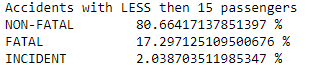 Accidents with LESS then 15 passengers
NON-FATAL 80.66417137851397 %
FATAL 17.297125109500676 %
INCIDENT 2.038703511985347 %